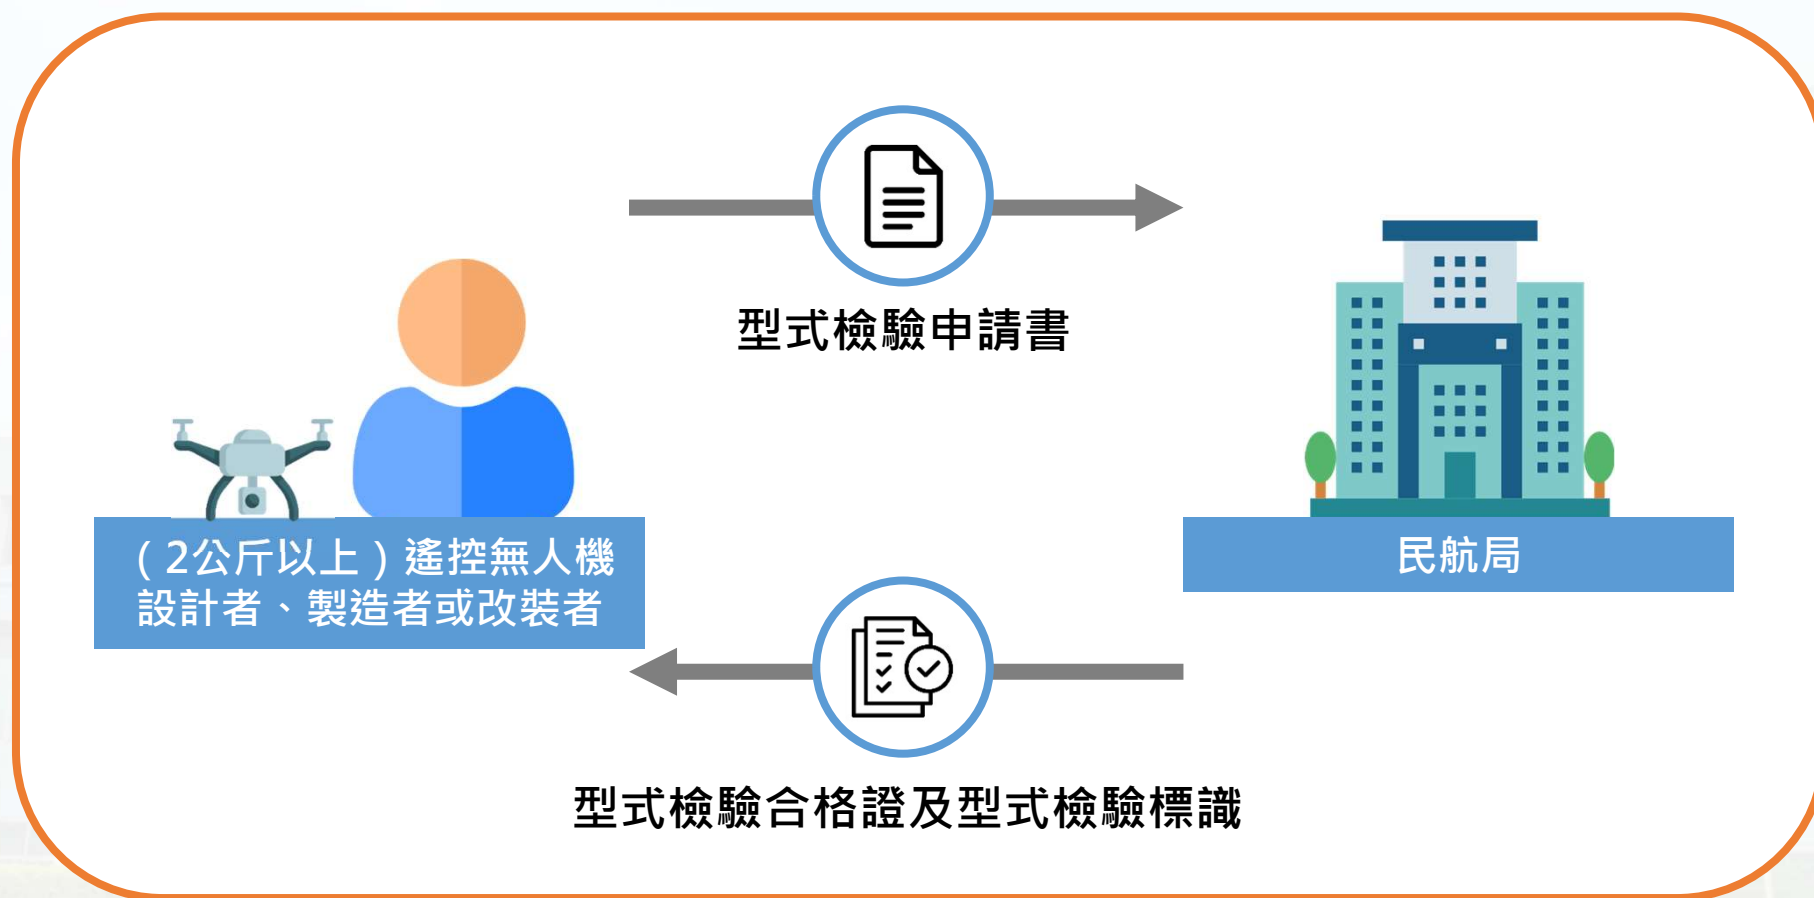 型式檢驗申請書
（2公斤以上）遙控無人機
設計者、製造者或改裝者
民航局
型式檢驗合格證及型式檢驗標識